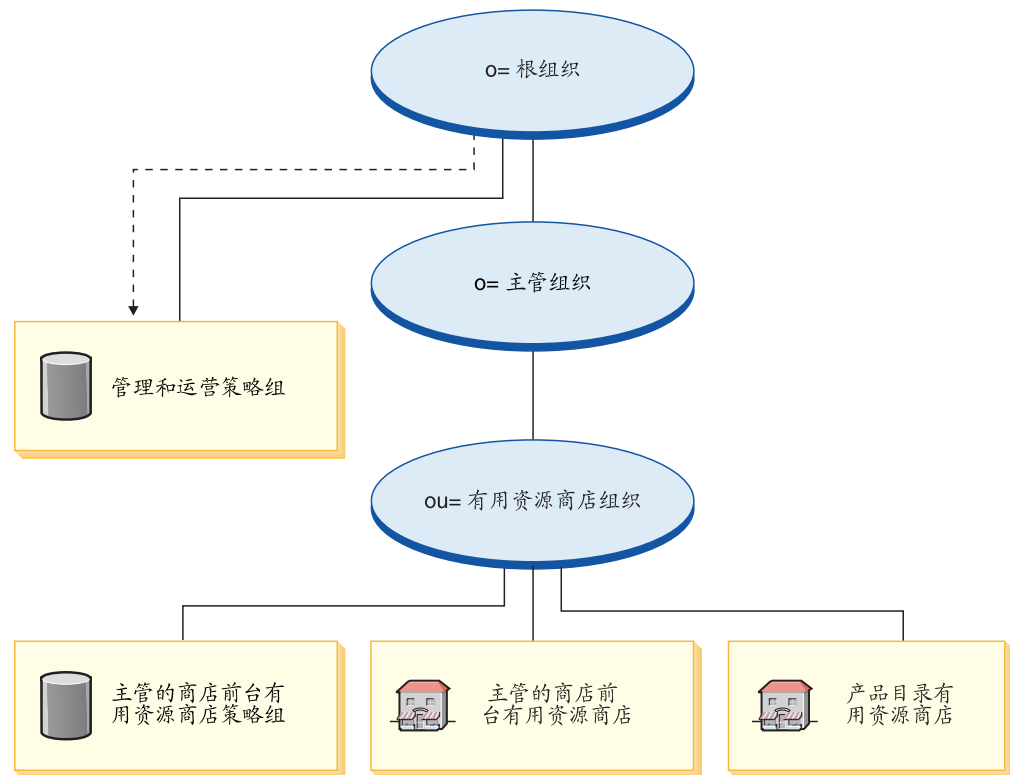 o= 根组织
o= 主管组织
管理和运营策略组
ou= 有用资源商店组织
主管的商店前台有
用资源商店策略组
主管的商店前
台有用资源商店
产品目录有
用资源商店